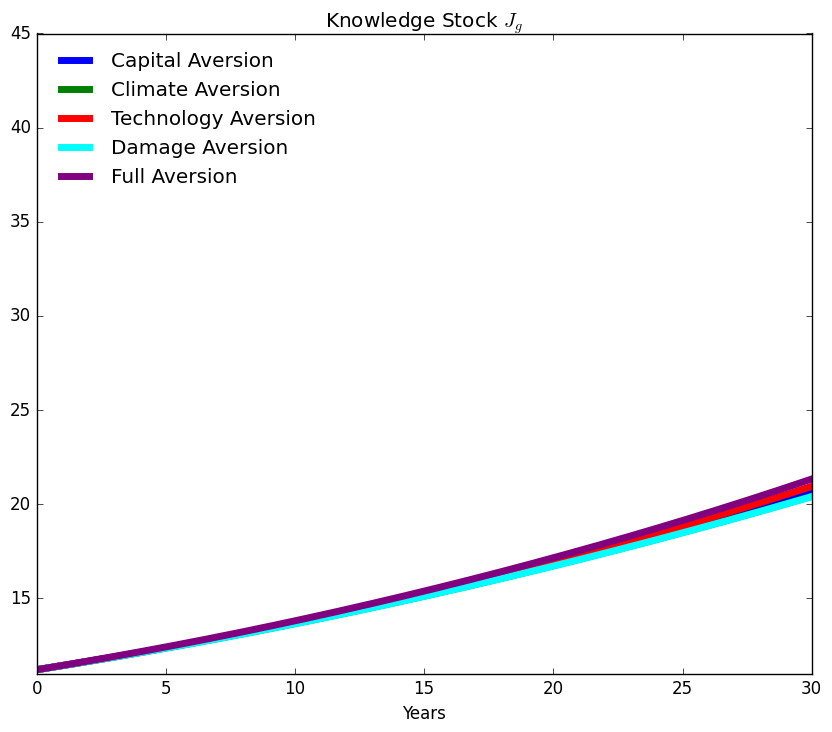 Knowledge Stock J_g
45
Capital Aversion
Climate Aversion
Technology Aversion
Damage Aversion
Full Aversion
40
35
30
25
20
15
0 5 10 15 20 25 30
Years